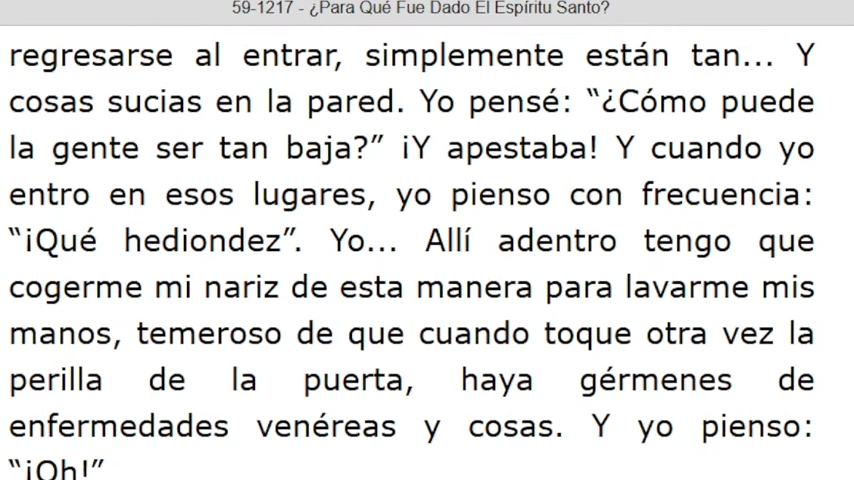 59-1217 - ¿Para Qué Fue Dado El Espíritu Santo?
regresarse al entrar, simplemente están tan... Y
cosas sucias en la pared. Yo pensé: “¿Cómo puede
la gente ser tan baja?” ¡Y apestaba! Y cuando yo
entro en esos lugares, yo pienso con frecuencia:
“¡Qué hediondez”. Yo... Allí adentro tengo que
cogerme mi nariz de esta manera para lavarme mis
manos, temeroso de que cuando toque otra vez la
perilla de la puerta, haya gérmenes de
enfermedades venéreas y cosas. Y yo pienso:
“¡Oh!”